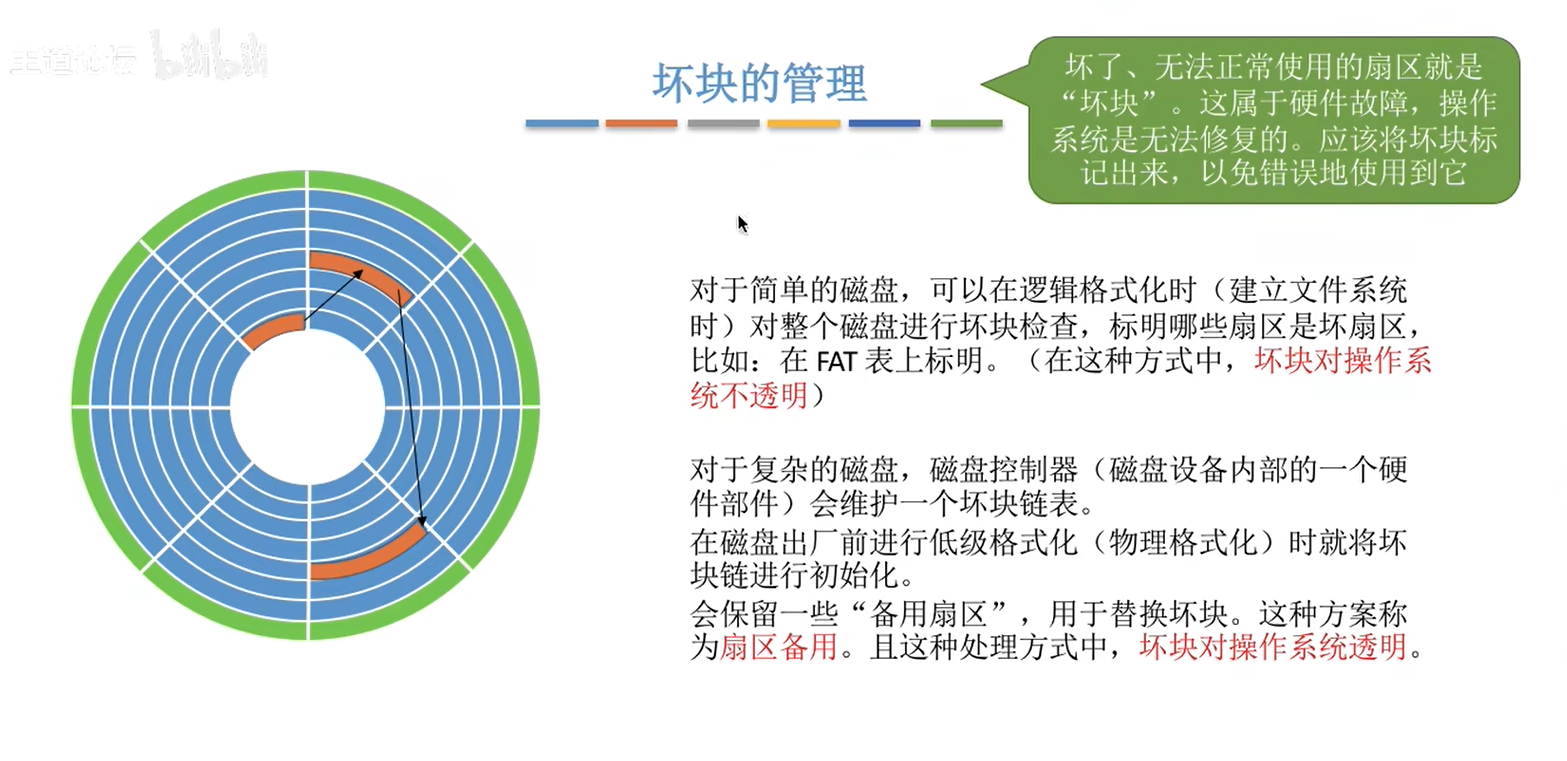 王道论坛 bilibili
坏块的管理
坏了、无法正常使用的扇区就是
“坏块”。这属于硬件故障，操作
系统是无法修复的。应该将坏块标
记出来，以免错误地使用到它
对于简单的磁盘，可以在逻辑格式化时（建立文件系统
时）对整个磁盘进行坏块检查，标明哪些扇区是坏扇区，
比如：在 FAT 表上标明。（在这种方式中，坏块对操作系
统不透明）
对于复杂的磁盘，磁盘控制器（磁盘设备内部的一个硬
件部件）会维护一个坏块链表。
在磁盘出厂前进行低级格式化（物理格式化）时就将坏
块链进行初始化。
会保留一些“备用扇区”，用于替换坏块。这种方案称
为扇区备用。且这种处理方式中，坏块对操作系统透明。